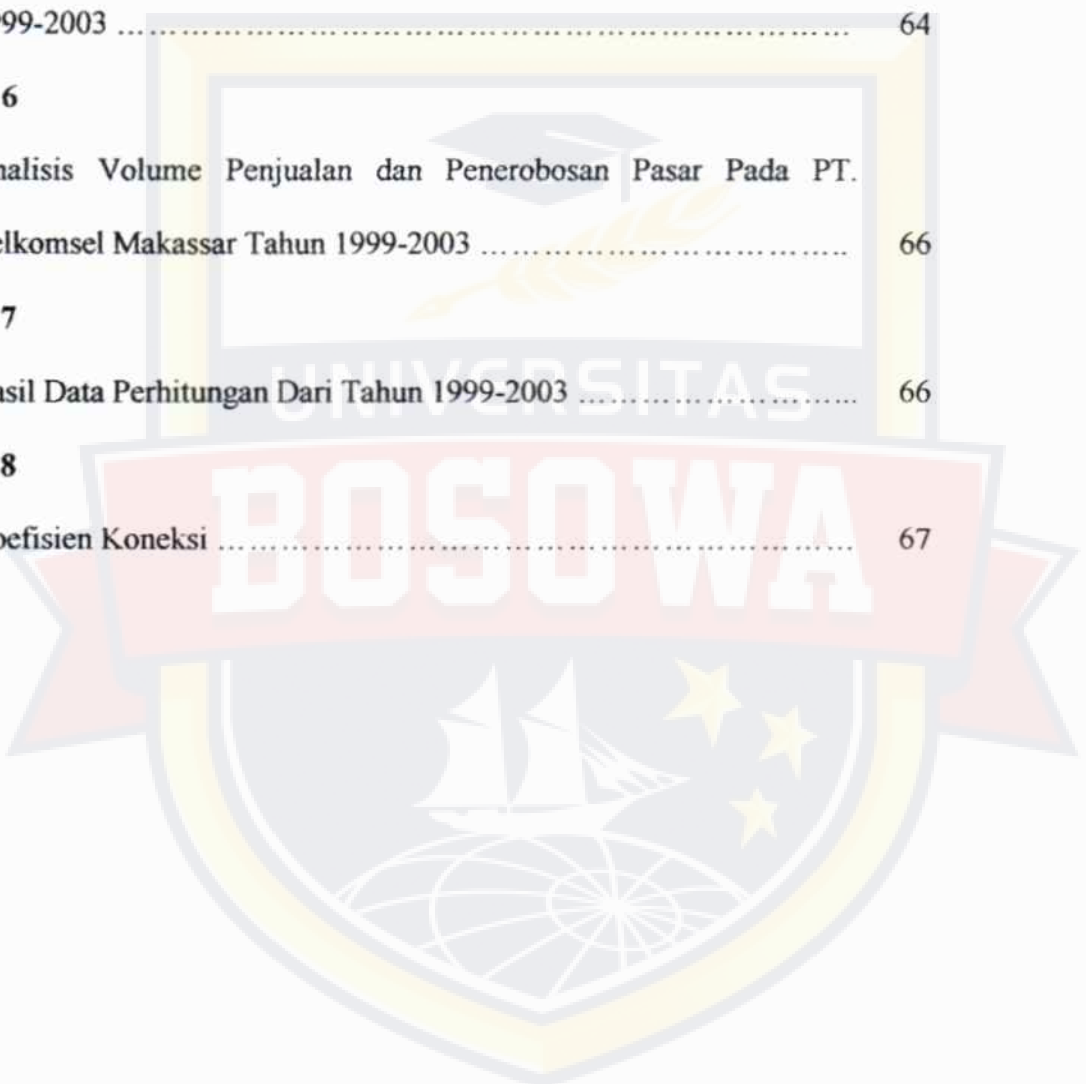 99-2003 ........................................................................ 64
6
nalisis Volume Penjualan dan Penerobosan Pasar Pada PT.
elkomsel Makassar Tahun 1999-2003 .................................... 66
7
asil Data Perhitungan Dari Tahun 1999-2003 ........................... 66
UNIVERSITAS
8
BOSOWA
oefisien Koneksi ............................................................... 67